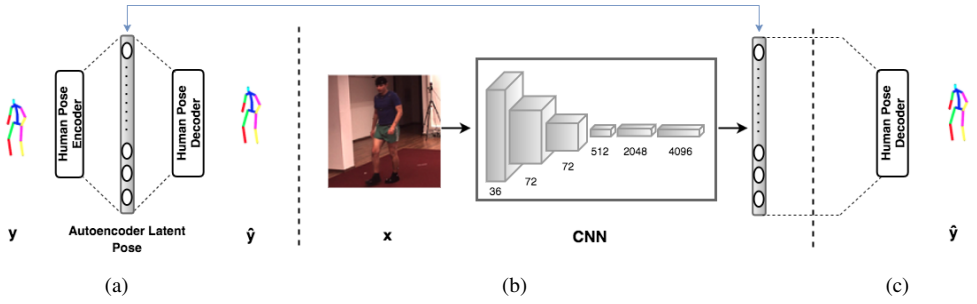 Human Pose
Encoder
Human Pose
Decoder
y
Autoencoder Latent
Pose
ŷ
(a)
36
72
72
512
2048
4096
x
CNN
(b)
Human Pose
Decoder
ŷ
(c)